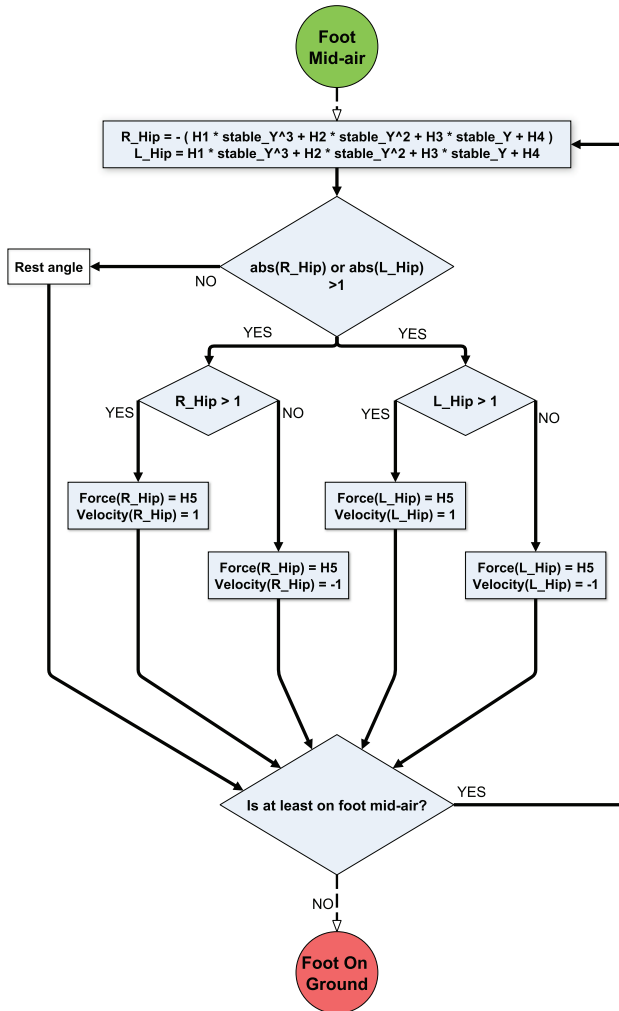 Foot
Mid-air
R_Hip = - ( H1 * stable_Y^3 + H2 * stable_Y^2 + H3 * stable_Y + H4 )
L_Hip = H1 * stable_Y^3 + H2 * stable_Y^2 + H3 * stable_Y + H4
abs(R_Hip) or abs(L_Hip)
>1
Rest angle
NO
YES
YES
R_Hip > 1
L_Hip > 1
YES
NO
YES
NO
Force(R_Hip) = H5
Velocity(R_Hip) = 1
Force(L_Hip) = H5
Velocity(L_Hip) = 1
Force(R_Hip) = H5
Velocity(R_Hip) = -1
Force(L_Hip) = H5
Velocity(L_Hip) = -1
Is at least on foot mid-air?
YES
NO
Foot On
Ground